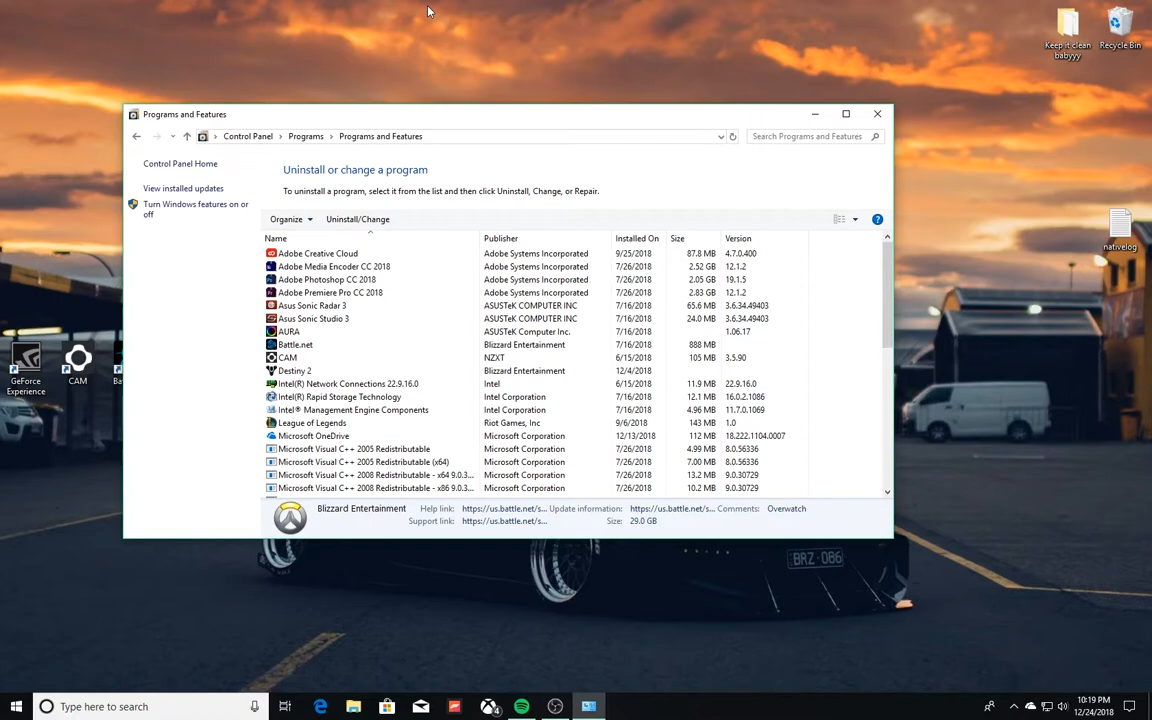 Keep it clean
babyyy
Recycle Bin
Programs and Features
Control Panel > Programs > Programs and Features
Search Programs and Features
Control Panel Home
View installed updates
Turn Windows features on or
off
Uninstall or change a program
To uninstall a program, select it from the list and then click Uninstall, Change, or Repair.
Organize
Uninstall/Change
Name Publisher Installed On Size Version
Adobe Creative Cloud Adobe Systems Incorporated 9/25/2018 87.8 MB 4.7.0.400
Adobe Media Encoder CC 2018 Adobe Systems Incorporated 7/26/2018 2.52 GB 12.1.2
Adobe Photoshop CC 2018 Adobe Systems Incorporated 7/26/2018 2.05 GB 19.1.5
Adobe Premiere Pro CC 2018 Adobe Systems Incorporated 7/26/2018 2.83 GB 12.1.2
Asus Sonic Radar 3 ASUSTeK COMPUTER INC 7/16/2018 65.6 MB 3.6.34.49403
Asus Sonic Studio 3 ASUSTeK COMPUTER INC 7/16/2018 24.0 MB 3.6.34.49403
AURA ASUSTeK Computer Inc. 7/16/2018 1.06.17
Battle.net Blizzard Entertainment 7/16/2018 888 MB
CAM NZXT 6/15/2018 105 MB 3.5.90
Destiny 2 Blizzard Entertainment 12/4/2018
Intel(R) Network Connections 22.9.16.0 Intel 6/15/2018 11.9 MB 22.9.16.0
Intel(R) Rapid Storage Technology Intel Corporation 7/16/2018 12.1 MB 16.0.2.1086
Intel® Management Engine Components Intel Corporation 7/16/2018 4.96 MB 11.7.0.1069
League of Legends Riot Games, Inc 9/6/2018 143 MB 1.0
Microsoft OneDrive Microsoft Corporation 12/13/2018 112 MB 18.222.1104.0007
Microsoft Visual C++ 2005 Redistributable Microsoft Corporation 7/26/2018 4.99 MB 8.0.56336
Microsoft Visual C++ 2005 Redistributable (x64) Microsoft Corporation 7/26/2018 7.00 MB 8.0.56336
Microsoft Visual C++ 2008 Redistributable - x64 9.0.3... Microsoft Corporation 7/26/2018 13.2 MB 9.0.30729
Microsoft Visual C++ 2008 Redistributable - x86 9.0.3... Microsoft Corporation 7/26/2018 10.2 MB 9.0.30729
Blizzard Entertainment Help link: https://us.battle.net/s... Update information: https://us.battle.net/s... Comments: Overwatch
Support link: https://us.battle.net/s... Size: 29.0 GB
nativelog
GeForce
Experience
CAM
Ba
BRZ·086
Type here to search
4
10:19 PM
12/24/2018